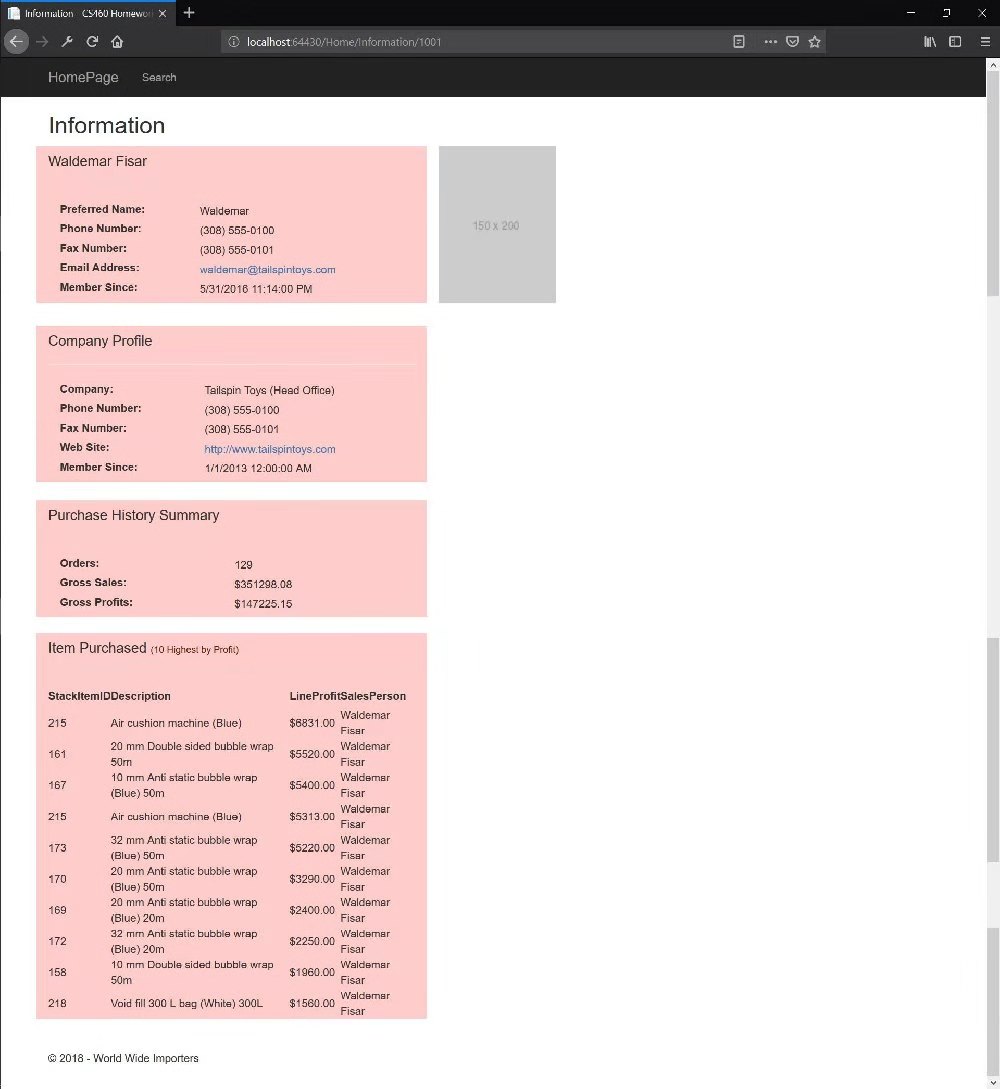 Information - CS460 Homewor
localhost:64430/Home/Information/1001
HomePage Search
Information
Waldemar Fisar
150 x 200
Preferred Name: Waldemar
Phone Number: (308) 555-0100
Fax Number: (308) 555-0101
Email Address: waldemar@tailspintoys.com
Member Since: 5/31/2016 11:14:00 PM
Company Profile
Company: Tailspin Toys (Head Office)
Phone Number: (308) 555-0100
Fax Number: (308) 555-0101
Web Site: http://www.tailspintoys.com
Member Since: 1/1/2013 12:00:00 AM
Purchase History Summary
Orders: 129
Gross Sales: $351298.08
Gross Profits: $147225.15
Item Purchased (10 Highest by Profit)
StackItemID Description LineProfit SalesPerson
215 Air cushion machine (Blue) $6831.00 Waldemar
Fisar
161 20 mm Double sided bubble wrap $5520.00 Waldemar
50m Fisar
167 10 mm Anti static bubble wrap $5400.00 Waldemar
(Blue) 50m Fisar
215 Air cushion machine (Blue) $5313.00 Waldemar
Fisar
173 32 mm Anti static bubble wrap $5220.00 Waldemar
(Blue) 50m Fisar
170 20 mm Anti static bubble wrap $3290.00 Waldemar
(Blue) 50m Fisar
169 20 mm Anti static bubble wrap $2400.00 Waldemar
(Blue) 20m Fisar
172 32 mm Anti static bubble wrap $2250.00 Waldemar
(Blue) 20m Fisar
158 10 mm Double sided bubble wrap $1960.00 Waldemar
50m Fisar
218 Void fill 300 L bag (White) 300L $1560.00 Waldemar
Fisar
© 2018 - World Wide Importers